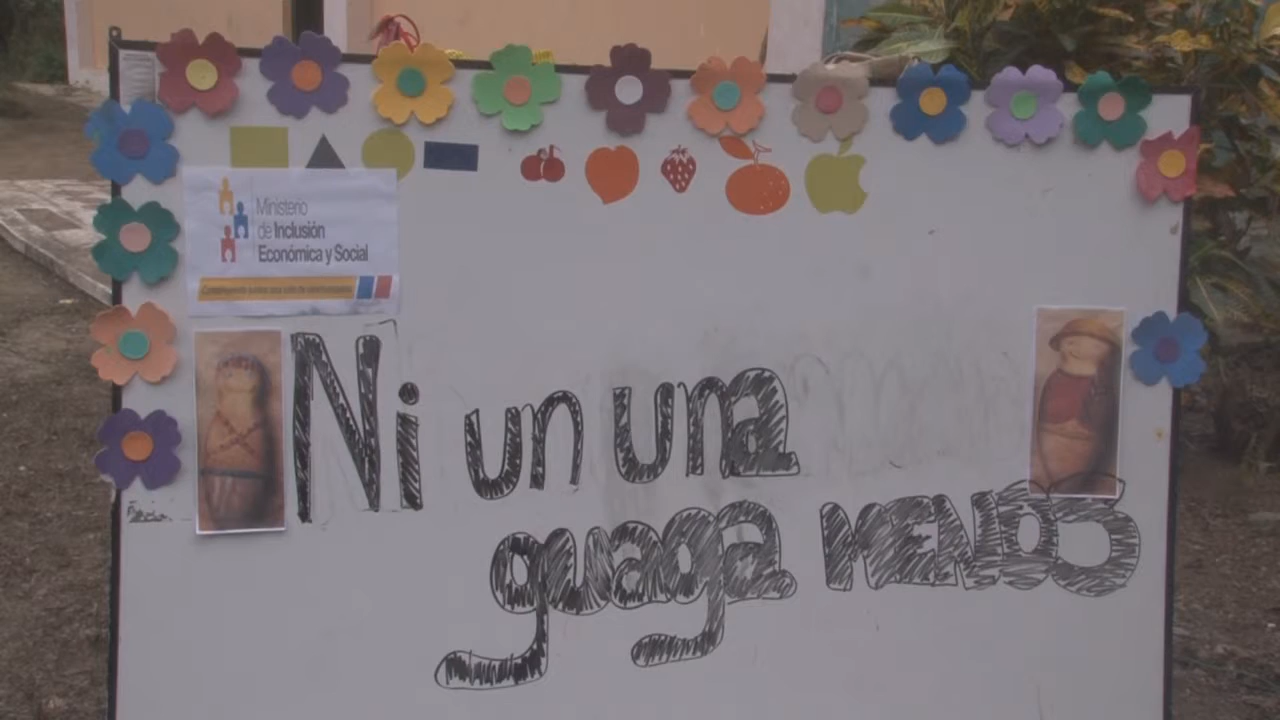 Ministerio
de Inclusión
Económica y Social
Ni un una
guaga MENOS